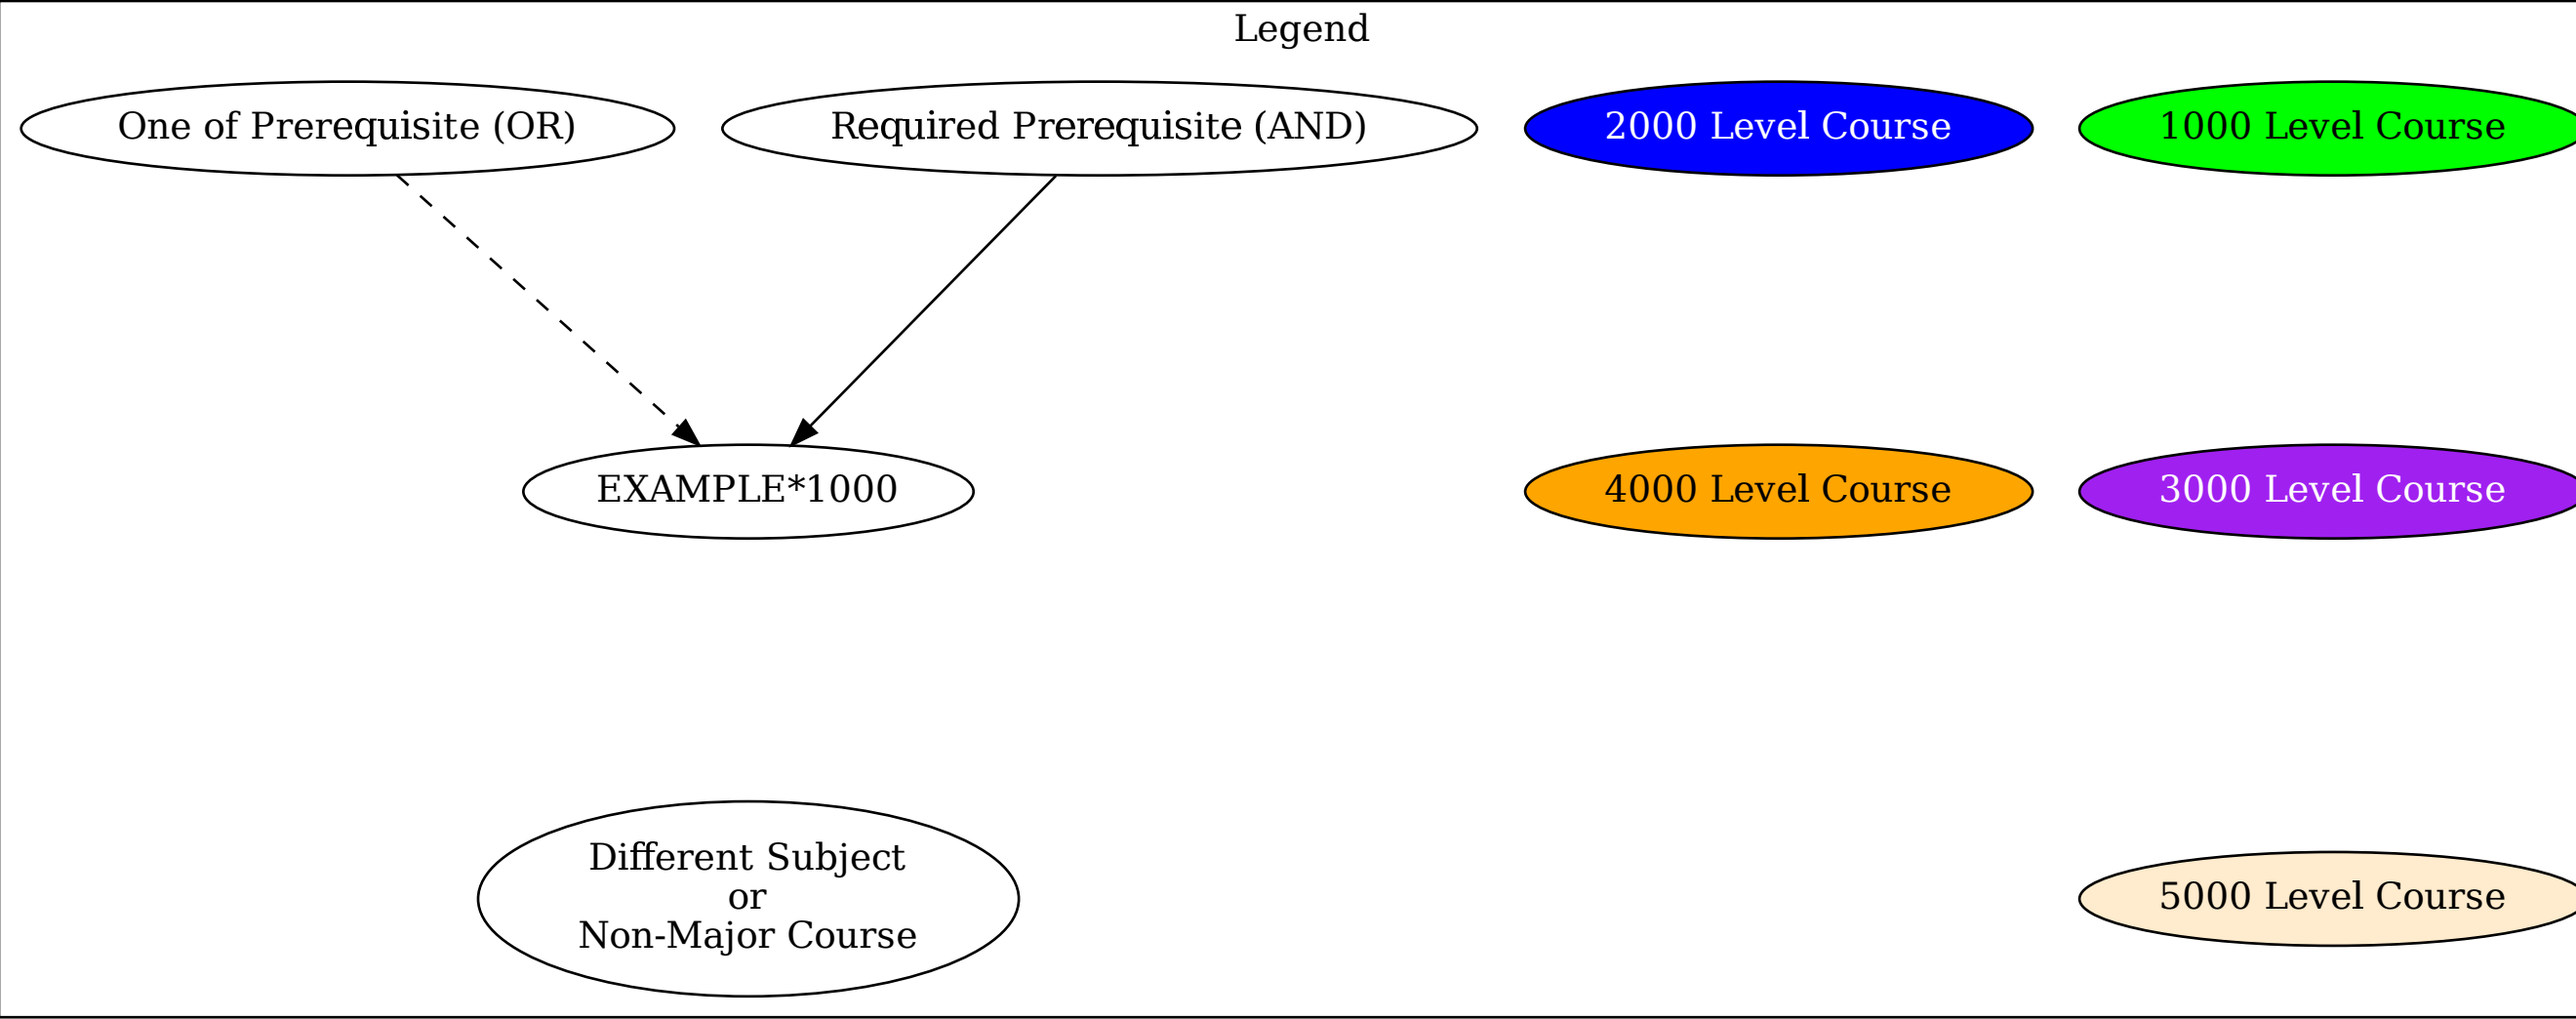 Legend
One of Prerequisite (OR)
Required Prerequisite (AND)
2000 Level Course
1000 Level Course
EXAMPLE*1000
4000 Level Course
3000 Level Course
Different Subject
or
Non-Major Course
5000 Level Course